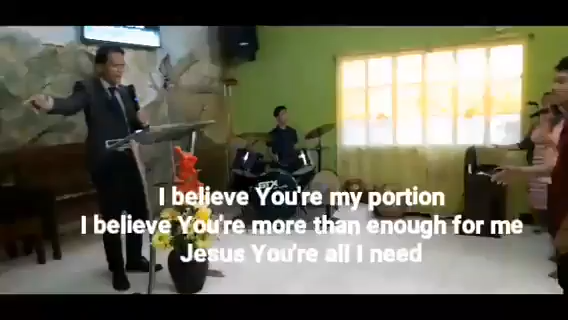 I believe You're my portion
I believe You're more than enough for me
Jesus You're all I need